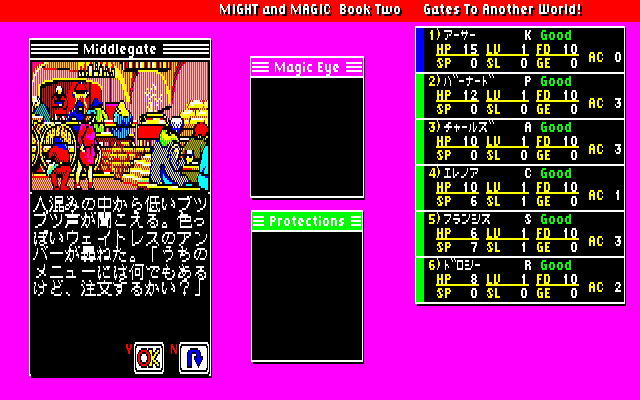 MIGHT and MAGIC Book Two Gates To Another World!
Middlegate
人混みの中から低いブツ
ブツ声が聞こえる。色っ
ぽいウェイトレスのアン
バーが尋ねた。「うちの
メニューには何でもある
けど、注文するかい?」
Y OK N
Magic Eye
Protections
1) アーサー K Good
HP 15 LV 1 FD 10 AC 0
SP 0 SL 0 GE 0
2) バーナード P Good
HP 12 LV 1 FD 10 AC 3
SP 0 SL 0 GE 0
3) チャールズ A Good
HP 10 LV 1 FD 10 AC 3
SP 0 SL 0 GE 0
4) エレノア C Good
HP 10 LV 1 FD 10 AC 1
SP 6 SL 1 GE 0
5) フランシス S Good
HP 6 LV 1 FD 10 AC 3
SP 7 SL 1 GE 0
6) ドロシー R Good
HP 8 LV 1 FD 10 AC 2
SP 0 SL 0 GE 0